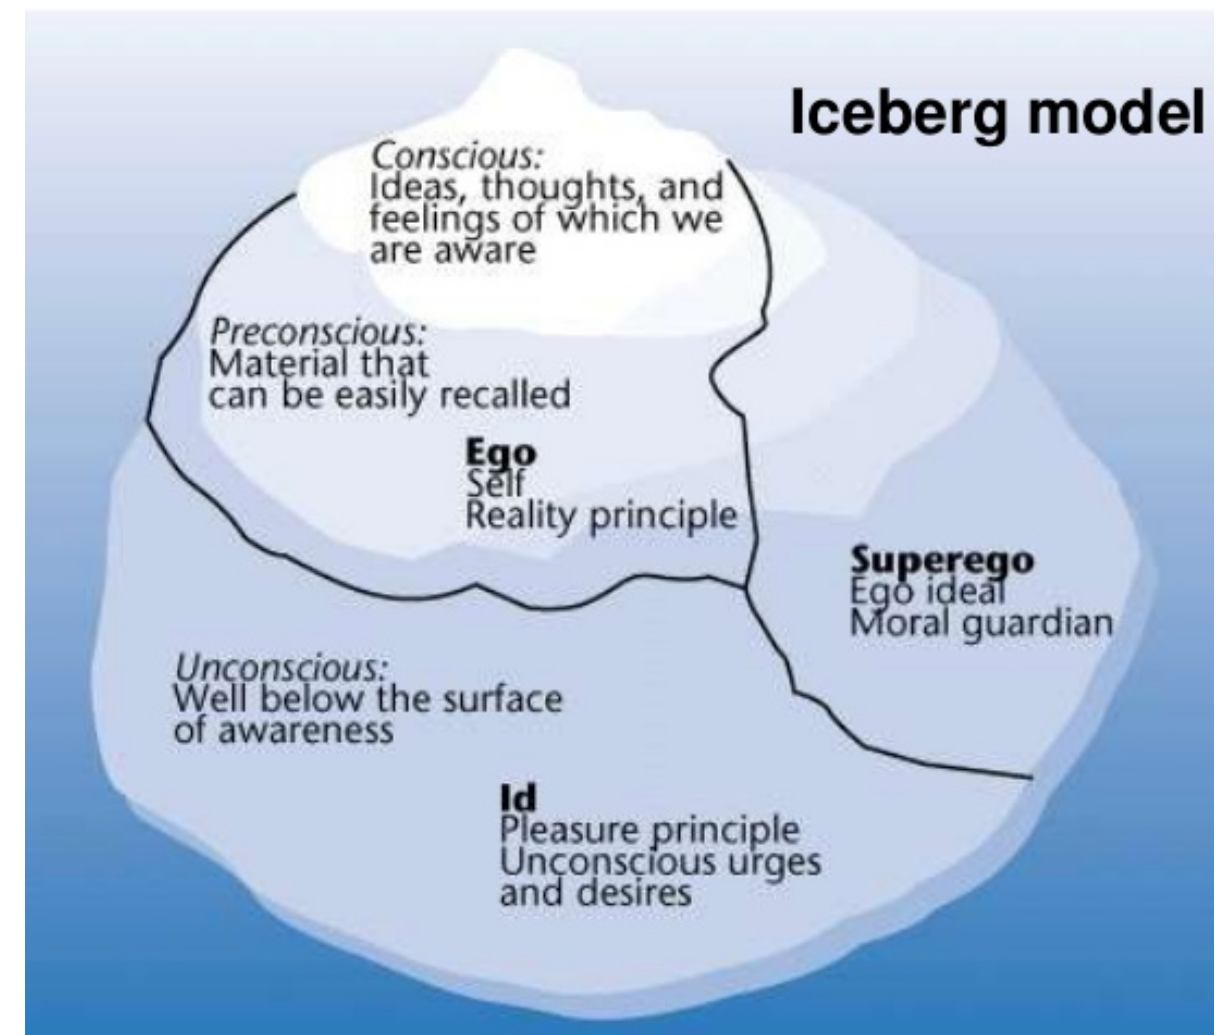 Iceberg model
Conscious:
Ideas, thoughts, and
feelings of which we
are aware
Preconscious:
Material that
can be easily recalled
Ego
Self
Reality principle
Superego
Ego ideal
Moral guardian
Unconscious:
Well below the surface
of awareness
Id
Pleasure principle
Unconscious urges
and desires